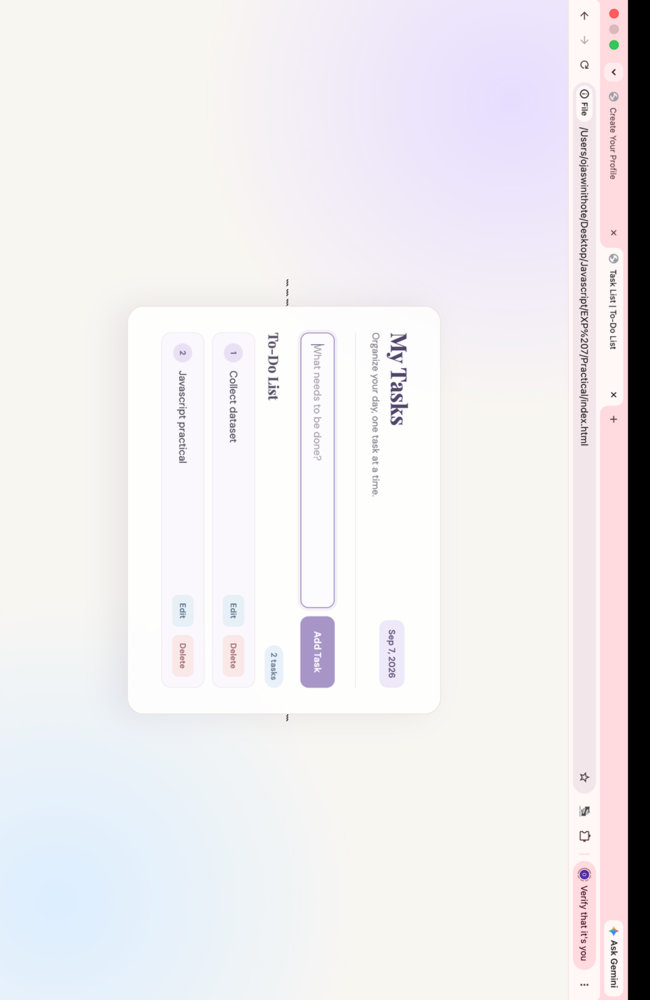 Create Your Profile
Task List | To-Do List
Ask Gemini
File /Users/ojaswinithote/Desktop/Javascript/EXP%207/Practical/index.html
Verify that it's you
My Tasks
Organize your day, one task at a time.
Sep 7, 2026
What needs to be done?
Add Task
To-Do List
2 tasks
1 Collect dataset Edit Delete
2 Javascript practical Edit Delete